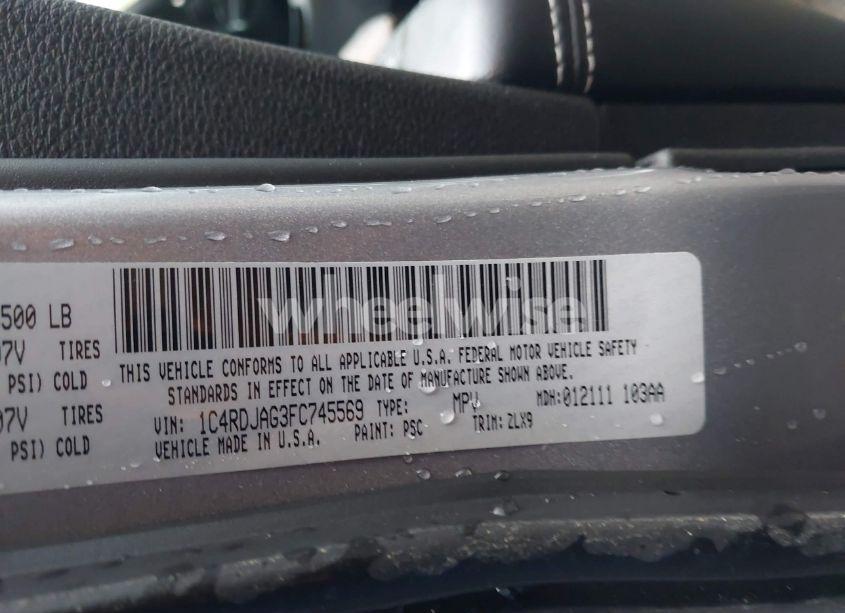 500 LB
07V TIRES
PSI) COLD
07V TIRES
PSI) COLD
wheelwise
THIS VEHICLE CONFORMS TO ALL APPLICABLE U.S.A. FEDERAL MOTOR VEHICLE SAFETY
STANDARDS IN EFFECT ON THE DATE OF MANUFACTURE SHOWN ABOVE.
VIN: 1C4RDJAG3FC745569 TYPE: MPV MDH: 012111 103AA
VEHICLE MADE IN U.S.A. PAINT: PSC TRIM: ZLX9